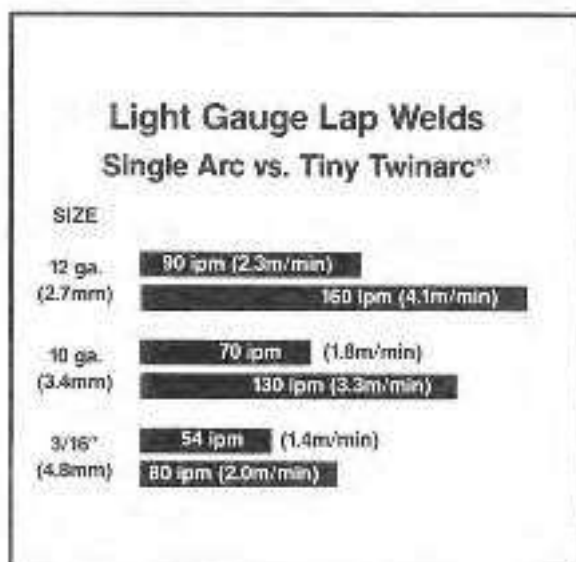 Light Gauge Lap Welds
Single Arc vs. Tiny Twinarc
SIZE
12 ga.
(2.7mm)
90 ipm (2.3m/min)
160 ipm (4.1m/min)
10 ga.
(3.4mm)
70 ipm (1.8m/min)
130 ipm (3.3m/min)
3/16"
(4.8mm)
54 ipm (1.4m/min)
80 ipm (2.0m/min)